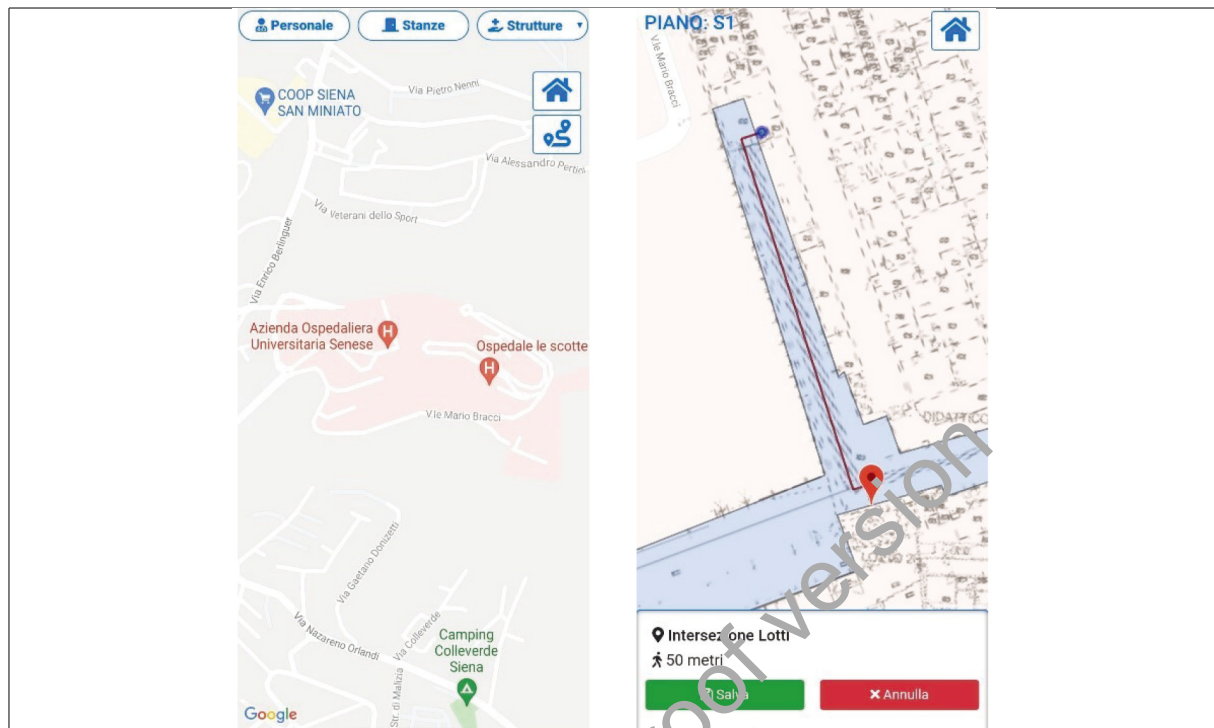 Personale
Stanze
Strutture
COOP SIENA
SAN MINIATO
Via Pietro Nenni
Via Alessandro Pertini
Via Veterani dello Sport
Via Enrico Berlinguer
Azienda Ospedaliera
Universitaria Senese
Ospedale le scotte
V.le Mario Bracci
Via Gaetano Donizetti
Via Nazareno Orlandi
Via Colleverde
Camping
Colleverde
Siena
Str. di Malizia
Google
PIANO: S1
V.le Mario Bracci
DIDATTICO
Intersezione Lotti
50 metri
Salva
Annulla
oof version